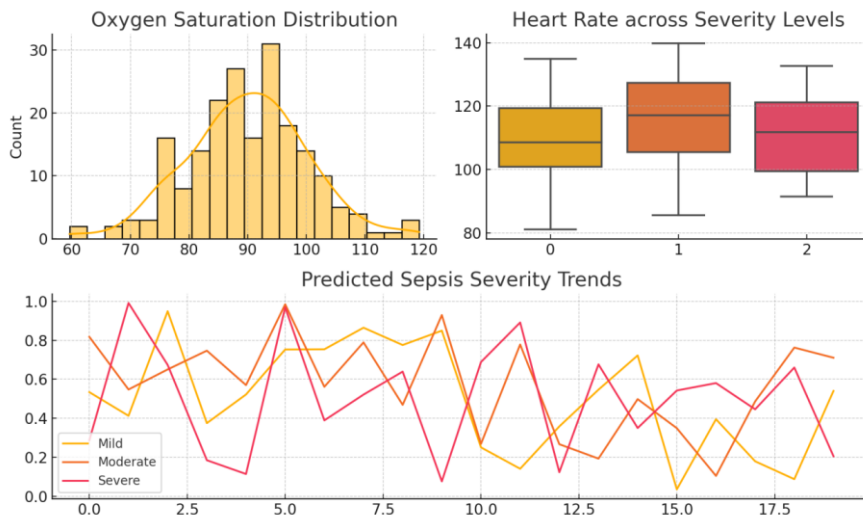 Oxygen Saturation Distribution
30
20
10
0
Count
60 70 80 90 100 110 120
Heart Rate across Severity Levels
140
120
100
80
0 1 2
Predicted Sepsis Severity Trends
1.0
0.8
0.6
0.4
0.2
0.0
Mild
Moderate
Severe
0.0 2.5 5.0 7.5 10.0 12.5 15.0 17.5